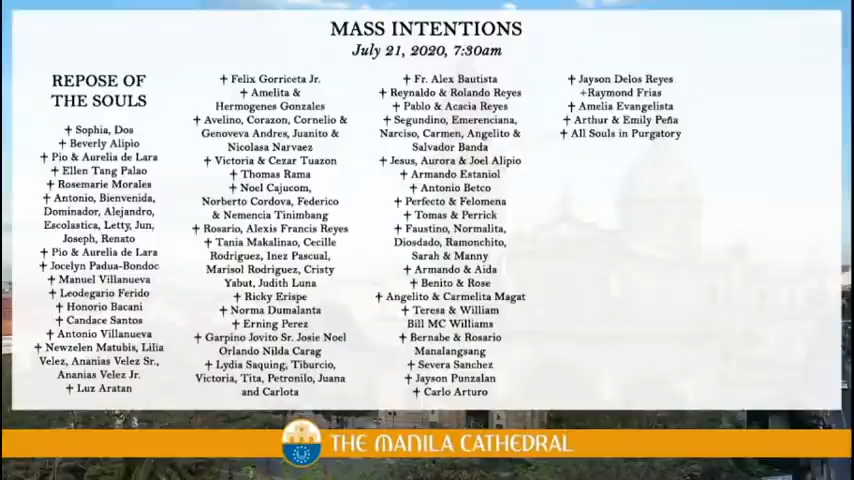 MASS INTENTIONS
July 21, 2020, 7:30am
REPOSE OF
THE SOULS
✝ Sophia, Dos
✝ Beverly Alipio
✝ Pio & Aurelia de Lara
✝ Ellen Tang Palao
✝ Rosemarie Morales
✝ Antonio, Bienvenida,
Dominador, Alejandro,
Escolastica, Letty, Jun,
Joseph, Renato
✝ Pio & Aurelia de Lara
✝ Jocelyn Padua-Bondoc
✝ Manuel Villanueva
✝ Leodegario Ferido
✝ Honorio Bacani
✝ Candace Santos
✝ Antonio Villanueva
✝ Newzelen Matubis, Lilia
Velez, Ananias Velez Sr.,
Ananias Velez Jr.
✝ Luz Aratan
✝ Felix Gorriceta Jr.
✝ Amelita &
Hermogenes Gonzales
✝ Avelino, Corazon, Cornelio &
Genoveva Andres, Juanito &
Nicolasa Narvaez
✝ Victoria & Cezar Tuazon
✝ Thomas Rama
✝ Noel Cajucom,
Norberto Cordova, Federico
& Nemencia Tinimbang
✝ Rosario, Alexis Francis Reyes
✝ Tania Makalinao, Cecille
Rodriguez, Inez Pascual,
Marisol Rodriguez, Cristy
Yabut, Judith Luna
✝ Ricky Erispe
✝ Norma Dumalanta
✝ Erning Perez
✝ Garpino Jovito Sr. Josie Noel
Orlando Nilda Carag
✝ Lydia Saquing, Tiburcio,
Victoria, Tita, Petronilo, Juana
and Carlota
✝ Fr. Alex Bautista
✝ Reynaldo & Rolando Reyes
✝ Pablo & Acacia Reyes
✝ Segundino, Emerenciana,
Narciso, Carmen, Angelito &
Salvador Banda
✝ Jesus, Aurora & Joel Alipio
✝ Armando Estaniol
✝ Antonio Betco
✝ Perfecto & Felomena
✝ Tomas & Perrick
✝ Faustino, Normalita,
Diosdado, Ramonchito,
Sarah & Manny
✝ Armando & Aida
✝ Benito & Rose
✝ Angelito & Carmelita Magat
✝ Teresa & William
Bill MC Williams
✝ Bernabe & Rosario
Manalangsang
✝ Severa Sanchez
✝ Jayson Punzalan
✝ Carlo Arturo
✝ Jayson Delos Reyes
+Raymond Frias
✝ Amelia Evangelista
✝ Arthur & Emily Peña
✝ All Souls in Purgatory
THE MANILA CATHEDRAL